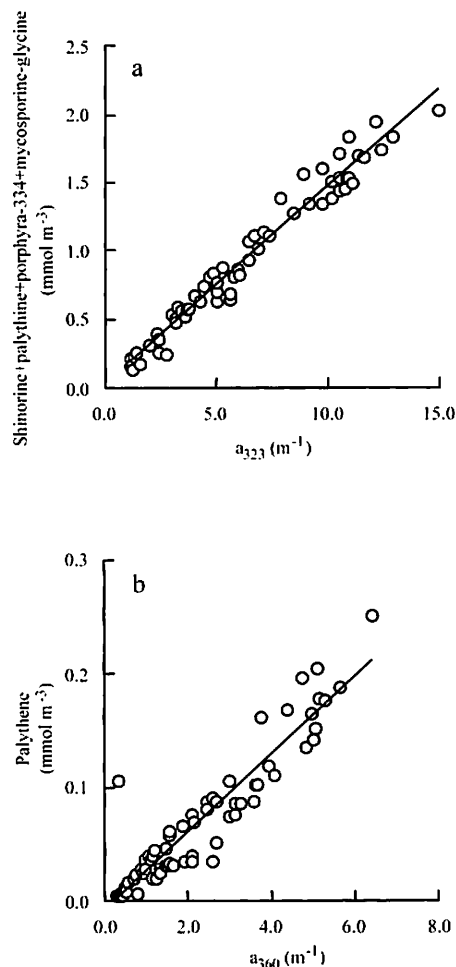 Shinorine+palythine+porphyra-334+mycosporine-glycine
(mmol m⁻³)
a
2.5
2.0
1.5
1.0
0.5
0.0
0.0 5.0 10.0 15.0
a₃₂₃ (m⁻¹)
Palythene
(mmol m⁻³)
b
0.3
0.2
0.1
0.0
0.0 2.0 4.0 6.0 8.0
a₃₆₀ (m⁻¹)